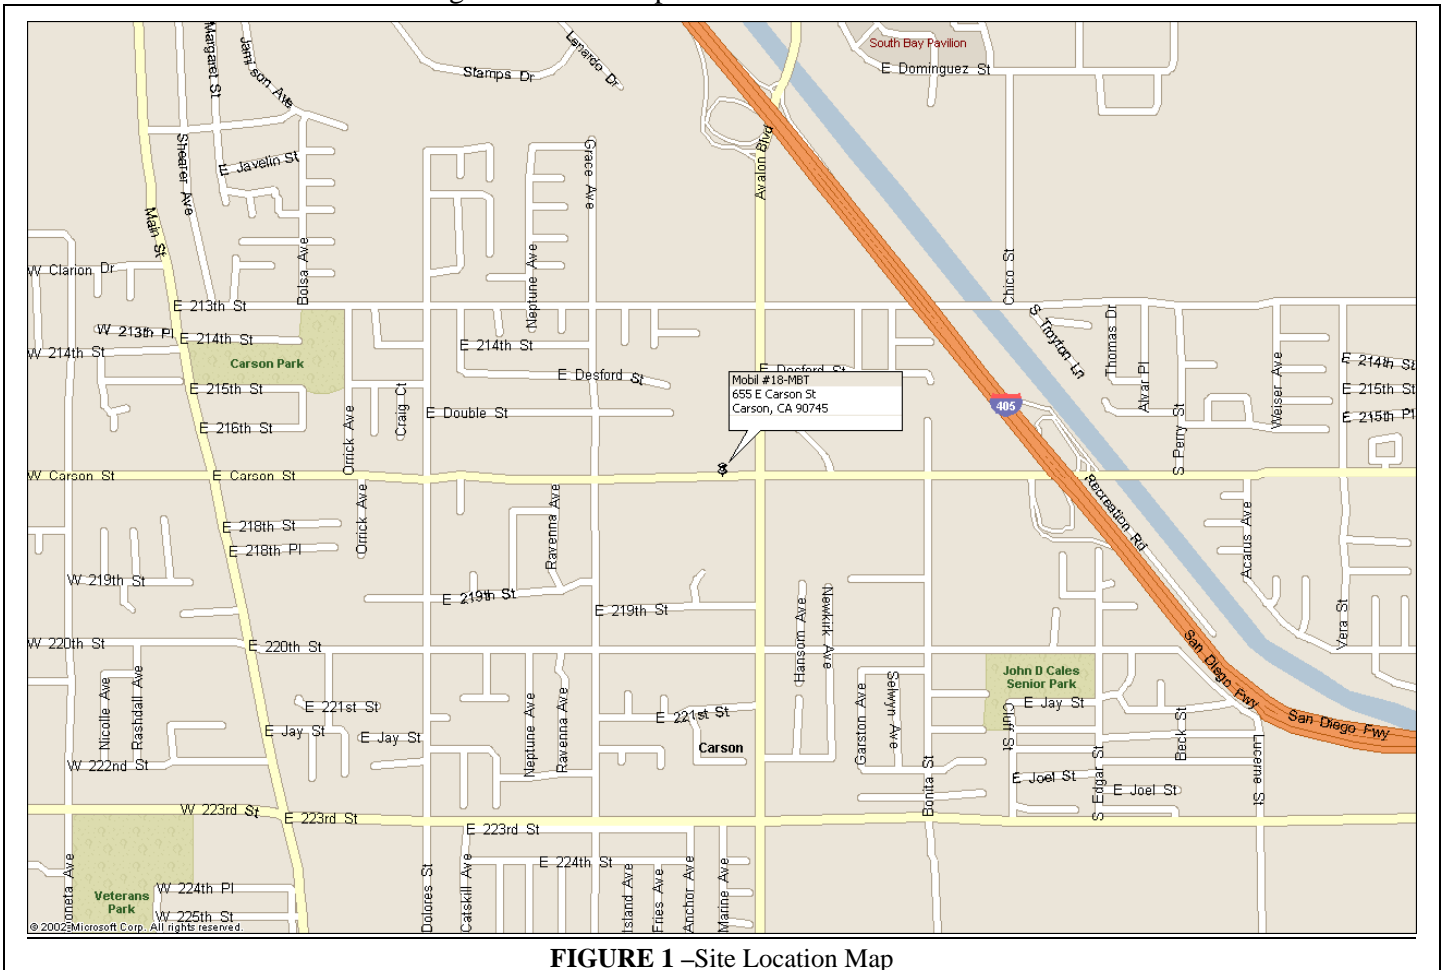 South Bay Pavilion
E Dominguez St
Margaret St
Jamison Ave
Stamps Dr
Lenardo Dr
Shearer Ave
E Javelin St
Grace Ave
Avalon Blvd
Main St
Bolsa Ave
Neptune Ave
Chico St
W Clarion Dr
E 213th St
S Troyton Ln
Thomas Dr
W 213th Pl
E 214th St
W 214th St
E 214th St
E 214th St
Carson Park
E Desford St
E Desford St
Alvar Pl
Weiser Ave
E 215th St
E 215th St
Mobil #18-MBT
655 E Carson St
Carson, CA 90745
405
Craig Ct
E Double St
E 215th Pl
E 216th St
Orrick Ave
S Perry St
W Carson St
E Carson St
Recreation Rd
E 218th St
Orrick Ave
Ravenna Ave
Acarus Ave
E 218th Pl
W 219th St
E 219th St
E 219th St
Hansom Ave
Newkirk Ave
Vera St
W 220th St
E 220th St
San Diego Fwy
John D Cales
Senior Park
Nicolle Ave
Rashdall Ave
E 221st St
E 221st St
Neptune Ave
Ravenna Ave
Garston Ave
Selwyn Ave
Cluff St
E Jay St
San Diego Fwy
E Jay St
E Jay St
Carson
Beck St
Lucerne St
W 222nd St
Bonita St
E Joel St
S Edgar St
E Joel St
W 223rd St
E 223rd St
E 223rd St
E 224th St
Veterans
Park
W 224th Pl
W 225th St
Dolores St
Catskill Ave
Island Ave
Fries Ave
Anchor Ave
Marine Ave
© 2002 Microsoft Corp. All rights reserved.
FIGURE 1 –Site Location Map